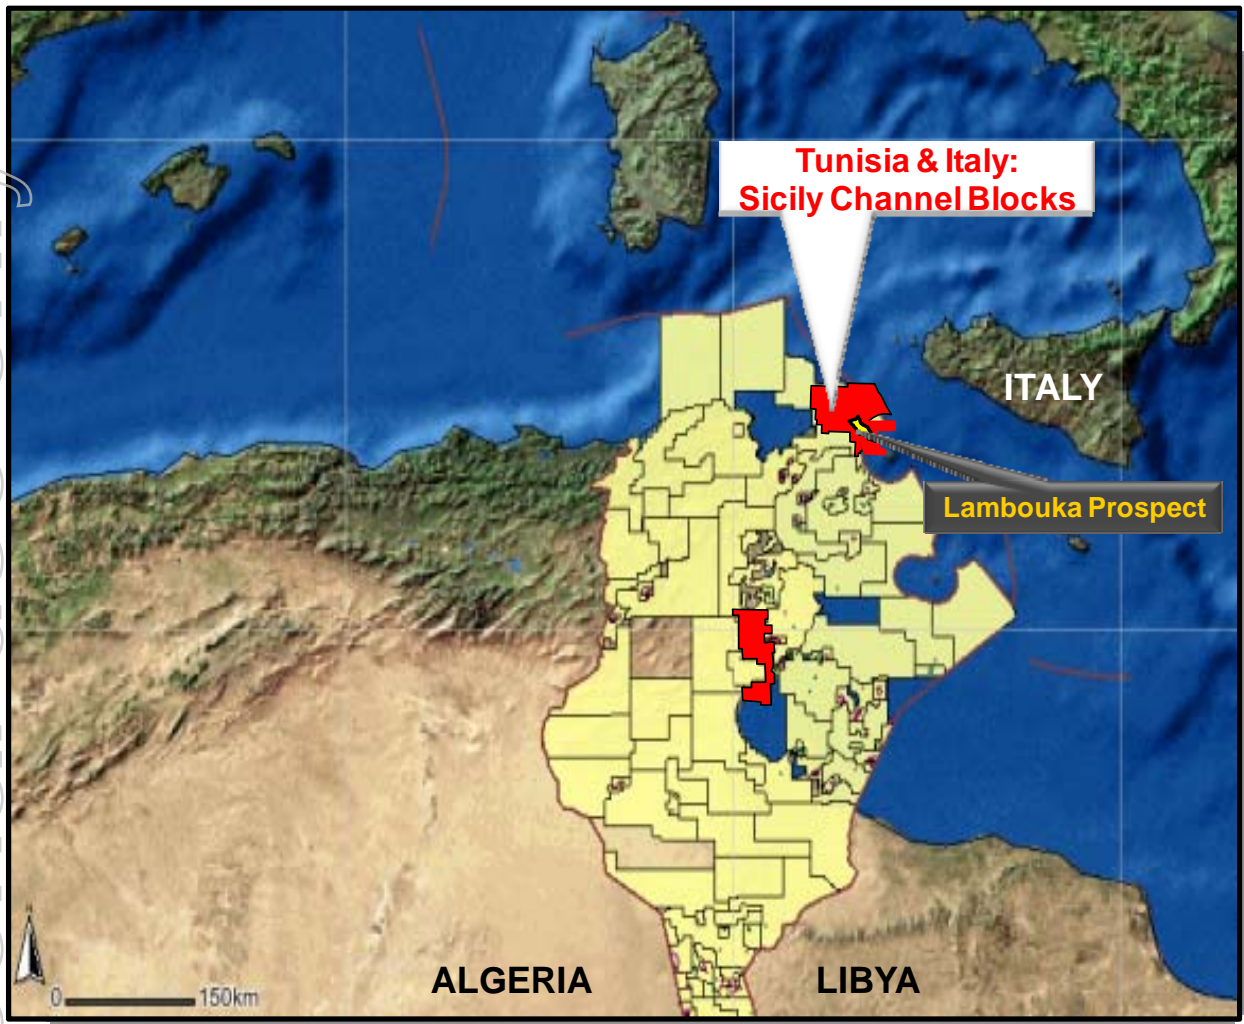 Tunisia & Italy:
Sicily Channel Blocks
ITALY
Lambouka Prospect
ALGERIA
LIBYA
N
0 150km